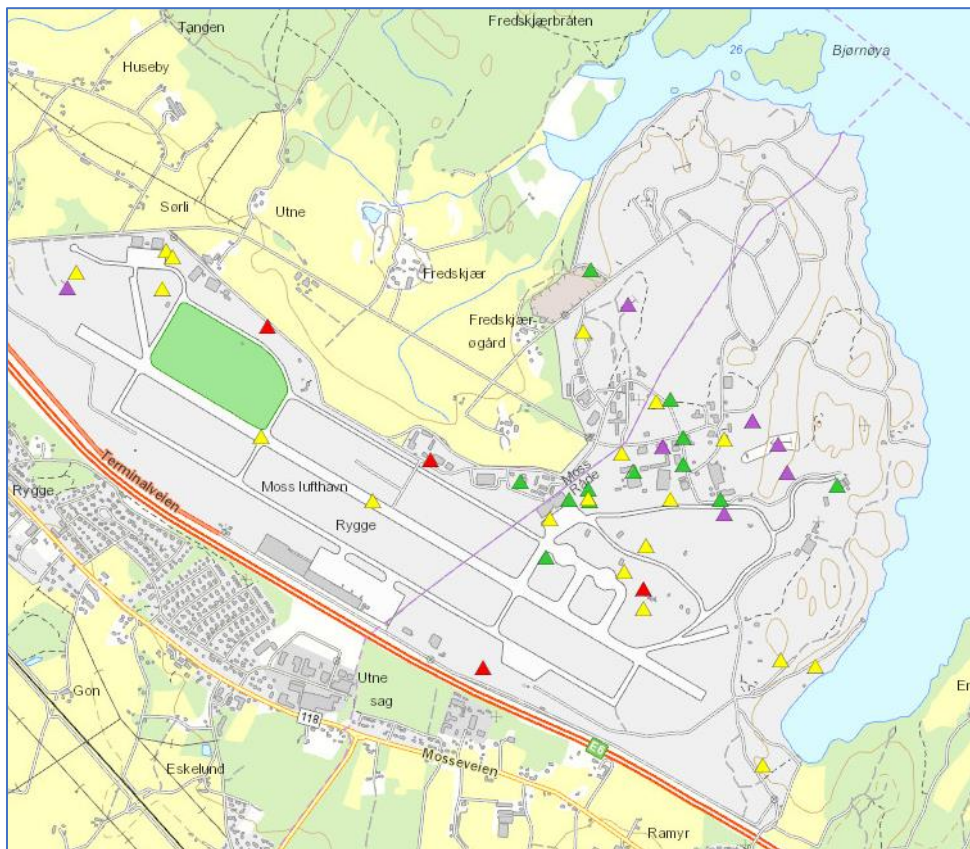 Tangen
Fredskjærbråten
26
Bjørnøya
Huseby
Sørli
Utne
Fredskjær
Fredskjær-
øgård
Moss
Råde
Terminalveien
Rygge
Moss lufthavn
Rygge
Utne
sag
Gon
118
E6
Mosseveien
Eskelund
Ramyr